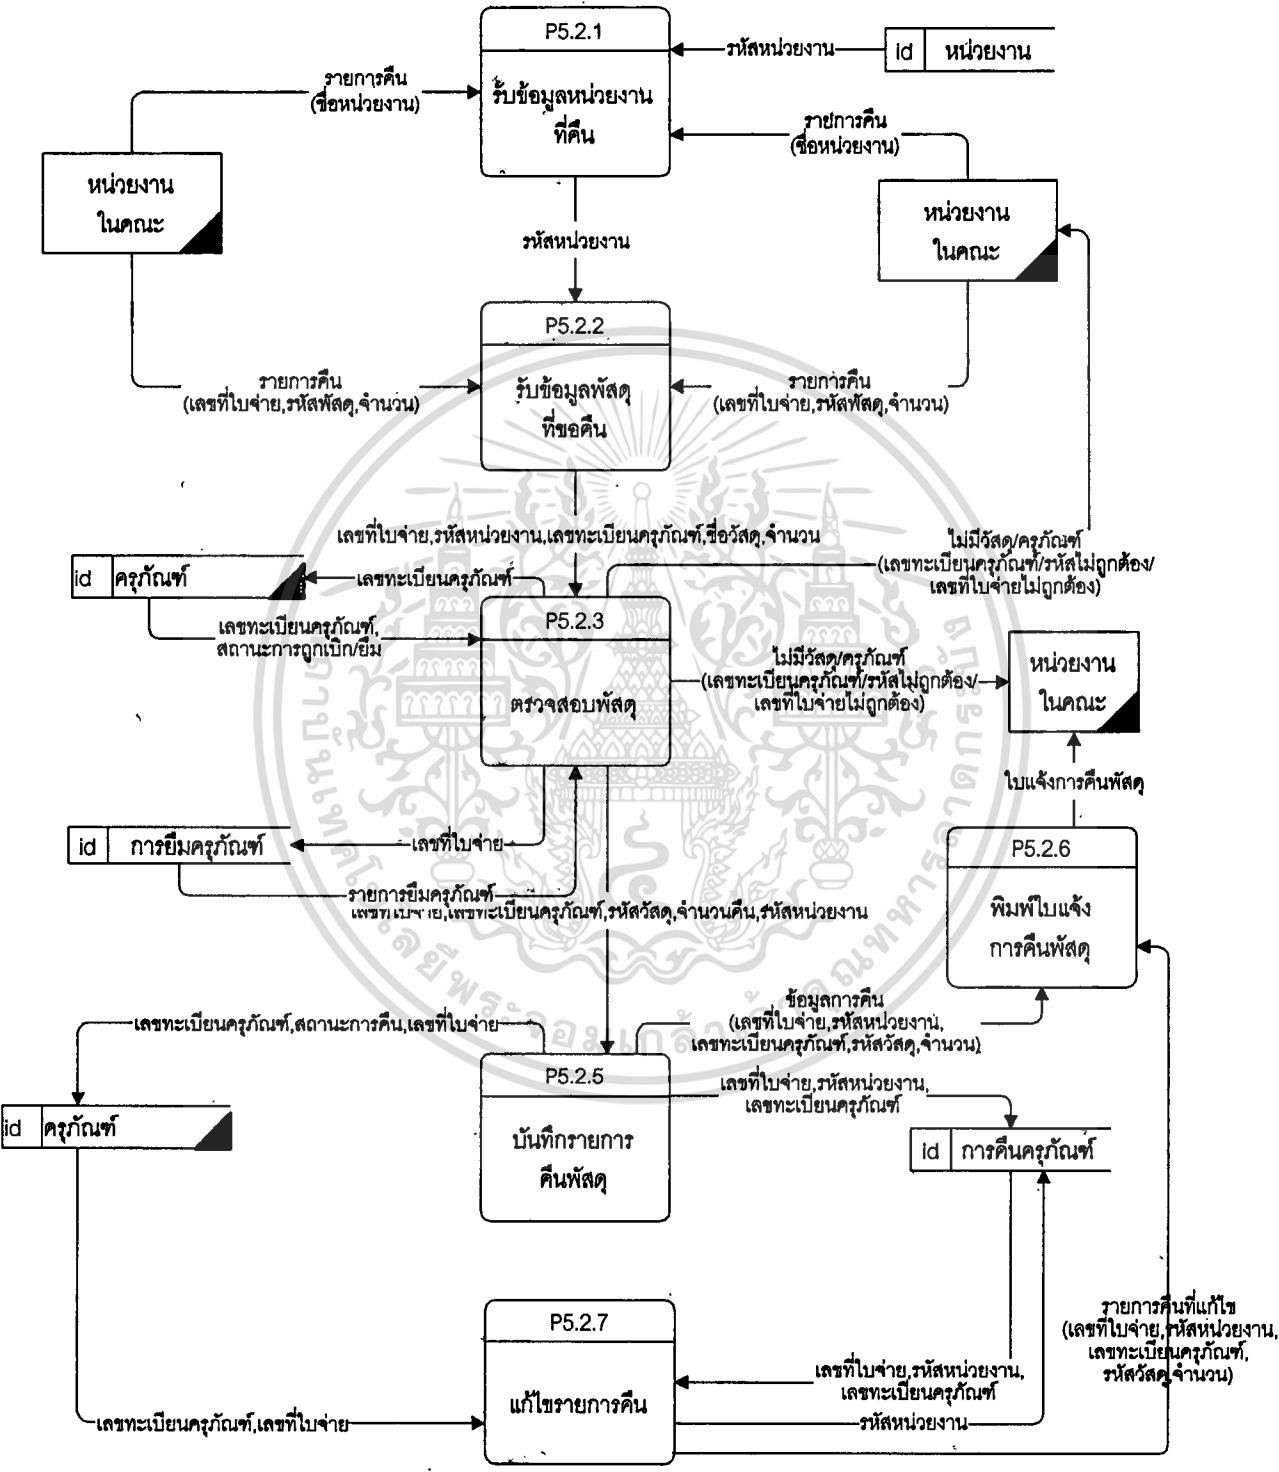 P5.2.1
รับข้อมูลหน่วยงาน
ที่คืน
รหัสหน่วยงาน
id หน่วยงาน
รายการคืน
(ชื่อหน่วยงาน)
รายการคืน
(ชื่อหน่วยงาน)
หน่วยงาน
ในคณะ
หน่วยงาน
ในคณะ
รหัสหน่วยงาน
P5.2.2
รับข้อมูลพัสดุ
ที่ขอคืน
รายการคืน
(เลขที่ใบจ่าย,รหัสพัสดุ,จำนวน)
รายการคืน
(เลขที่ใบจ่าย,รหัสพัสดุ,จำนวน)
เลขที่ใบจ่าย,รหัสหน่วยงาน,เลขทะเบียนครุภัณฑ์,ชื่อวัสดุ,จำนวน
ไม่มีวัสดุ/ครุภัณฑ์
(เลขทะเบียนครุภัณฑ์/รหัสไม่ถูกต้อง/
เลขที่ใบจ่ายไม่ถูกต้อง)
id ครุภัณฑ์
เลขทะเบียนครุภัณฑ์
เลขทะเบียนครุภัณฑ์,
สถานะการถูกเบิก/ยืม
P5.2.3
ตรวจสอบพัสดุ
ไม่มีวัสดุ/ครุภัณฑ์
(เลขทะเบียนครุภัณฑ์/รหัสไม่ถูกต้อง/
เลขที่ใบจ่ายไม่ถูกต้อง)
หน่วยงาน
ในคณะ
ใบแจ้งการคืนพัสดุ
id การยืมครุภัณฑ์
เลขที่ใบจ่าย
รายการยืมครุภัณฑ์
เลขที่ใบจ่าย,เลขทะเบียนครุภัณฑ์,รหัสวัสดุ,จำนวนคืน,รหัสหน่วยงาน
P5.2.6
พิมพ์ใบแจ้ง
การคืนพัสดุ
เลขทะเบียนครุภัณฑ์,สถานะการคืน,เลขที่ใบจ่าย
ข้อมูลการคืน
(เลขที่ใบจ่าย,รหัสหน่วยงาน,
เลขทะเบียนครุภัณฑ์,รหัสวัสดุ,จำนวน)
P5.2.5
บันทึกรายการ
คืนพัสดุ
เลขที่ใบจ่าย,รหัสหน่วยงาน,
เลขทะเบียนครุภัณฑ์
id ครุภัณฑ์
id การคืนครุภัณฑ์
P5.2.7
แก้ไขรายการคืน
เลขทะเบียนครุภัณฑ์,เลขที่ใบจ่าย
เลขที่ใบจ่าย,รหัสหน่วยงาน,
เลขทะเบียนครุภัณฑ์
รหัสหน่วยงาน
รายการคืนที่แก้ไข
(เลขที่ใบจ่าย,รหัสหน่วยงาน,
เลขทะเบียนครุภัณฑ์,
รหัสวัสดุ,จำนวน)